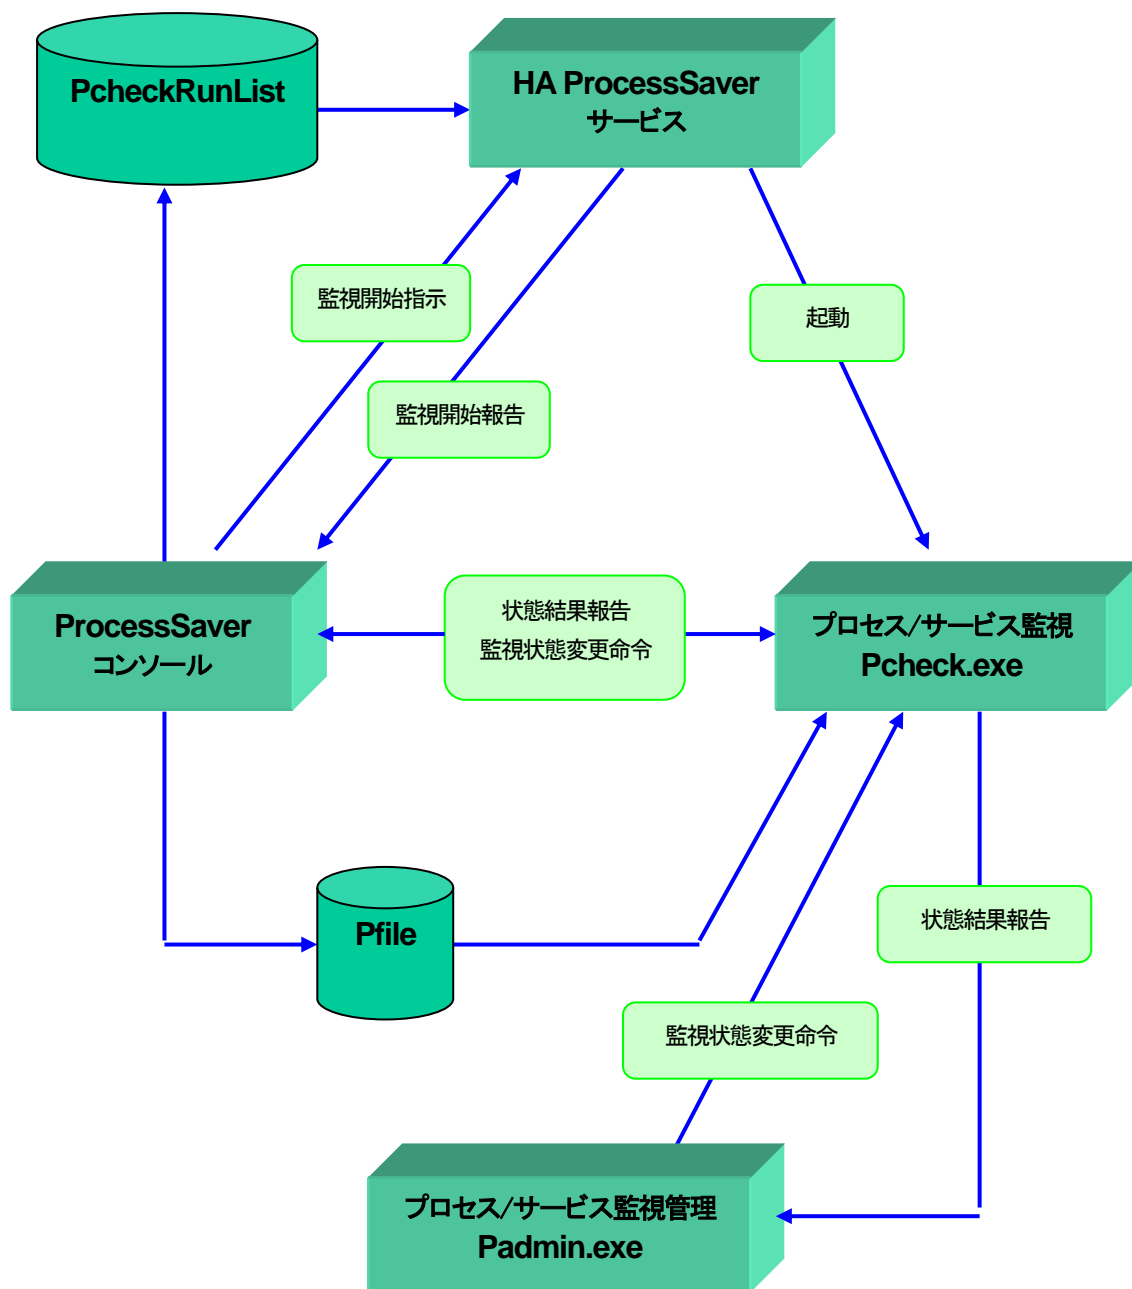 PcheckRunList
HA ProcessSaver
サービス
監視開始指示
起動
監視開始報告
ProcessSaver
コンソール
状態結果報告
監視状態変更命令
プロセス/サービス監視
Pcheck.exe
Pfile
状態結果報告
監視状態変更命令
プロセス/サービス監視管理
Padmin.exe